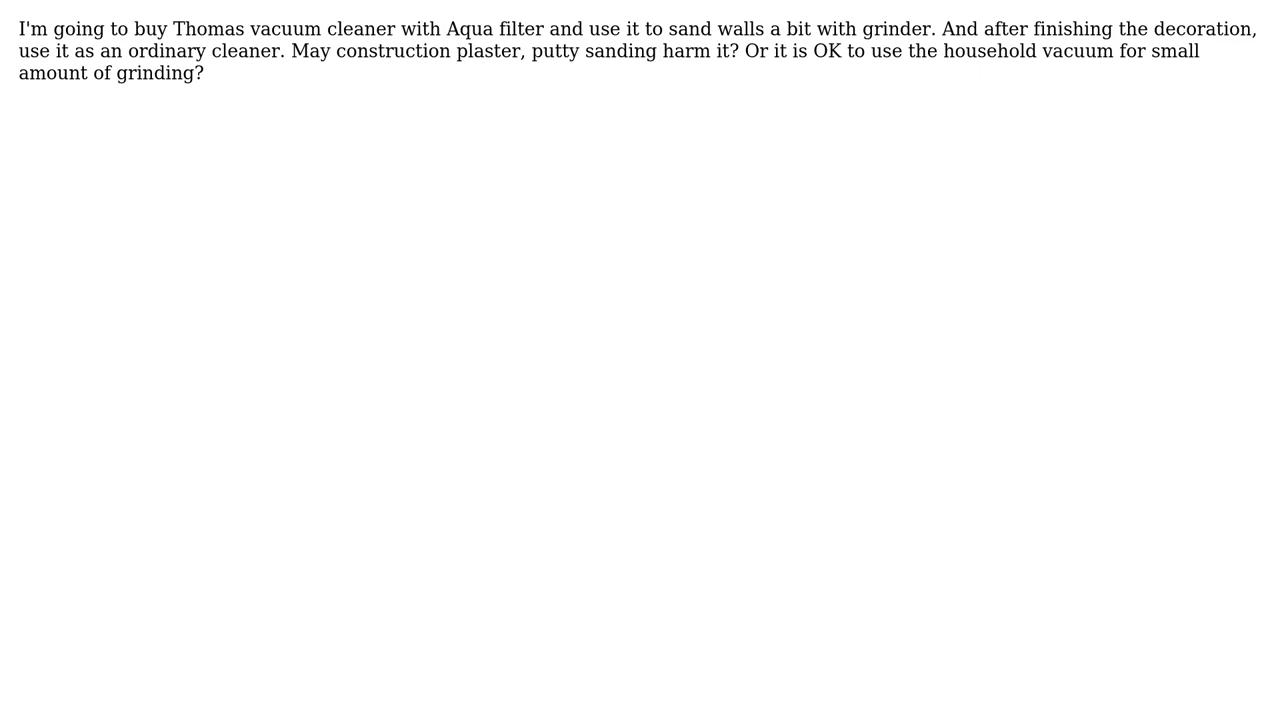 I'm going to buy Thomas vacuum cleaner with Aqua filter and use it to sand walls a bit with grinder. And after finishing the decoration,
use it as an ordinary cleaner. May construction plaster, putty sanding harm it? Or it is OK to use the household vacuum for small
amount of grinding?